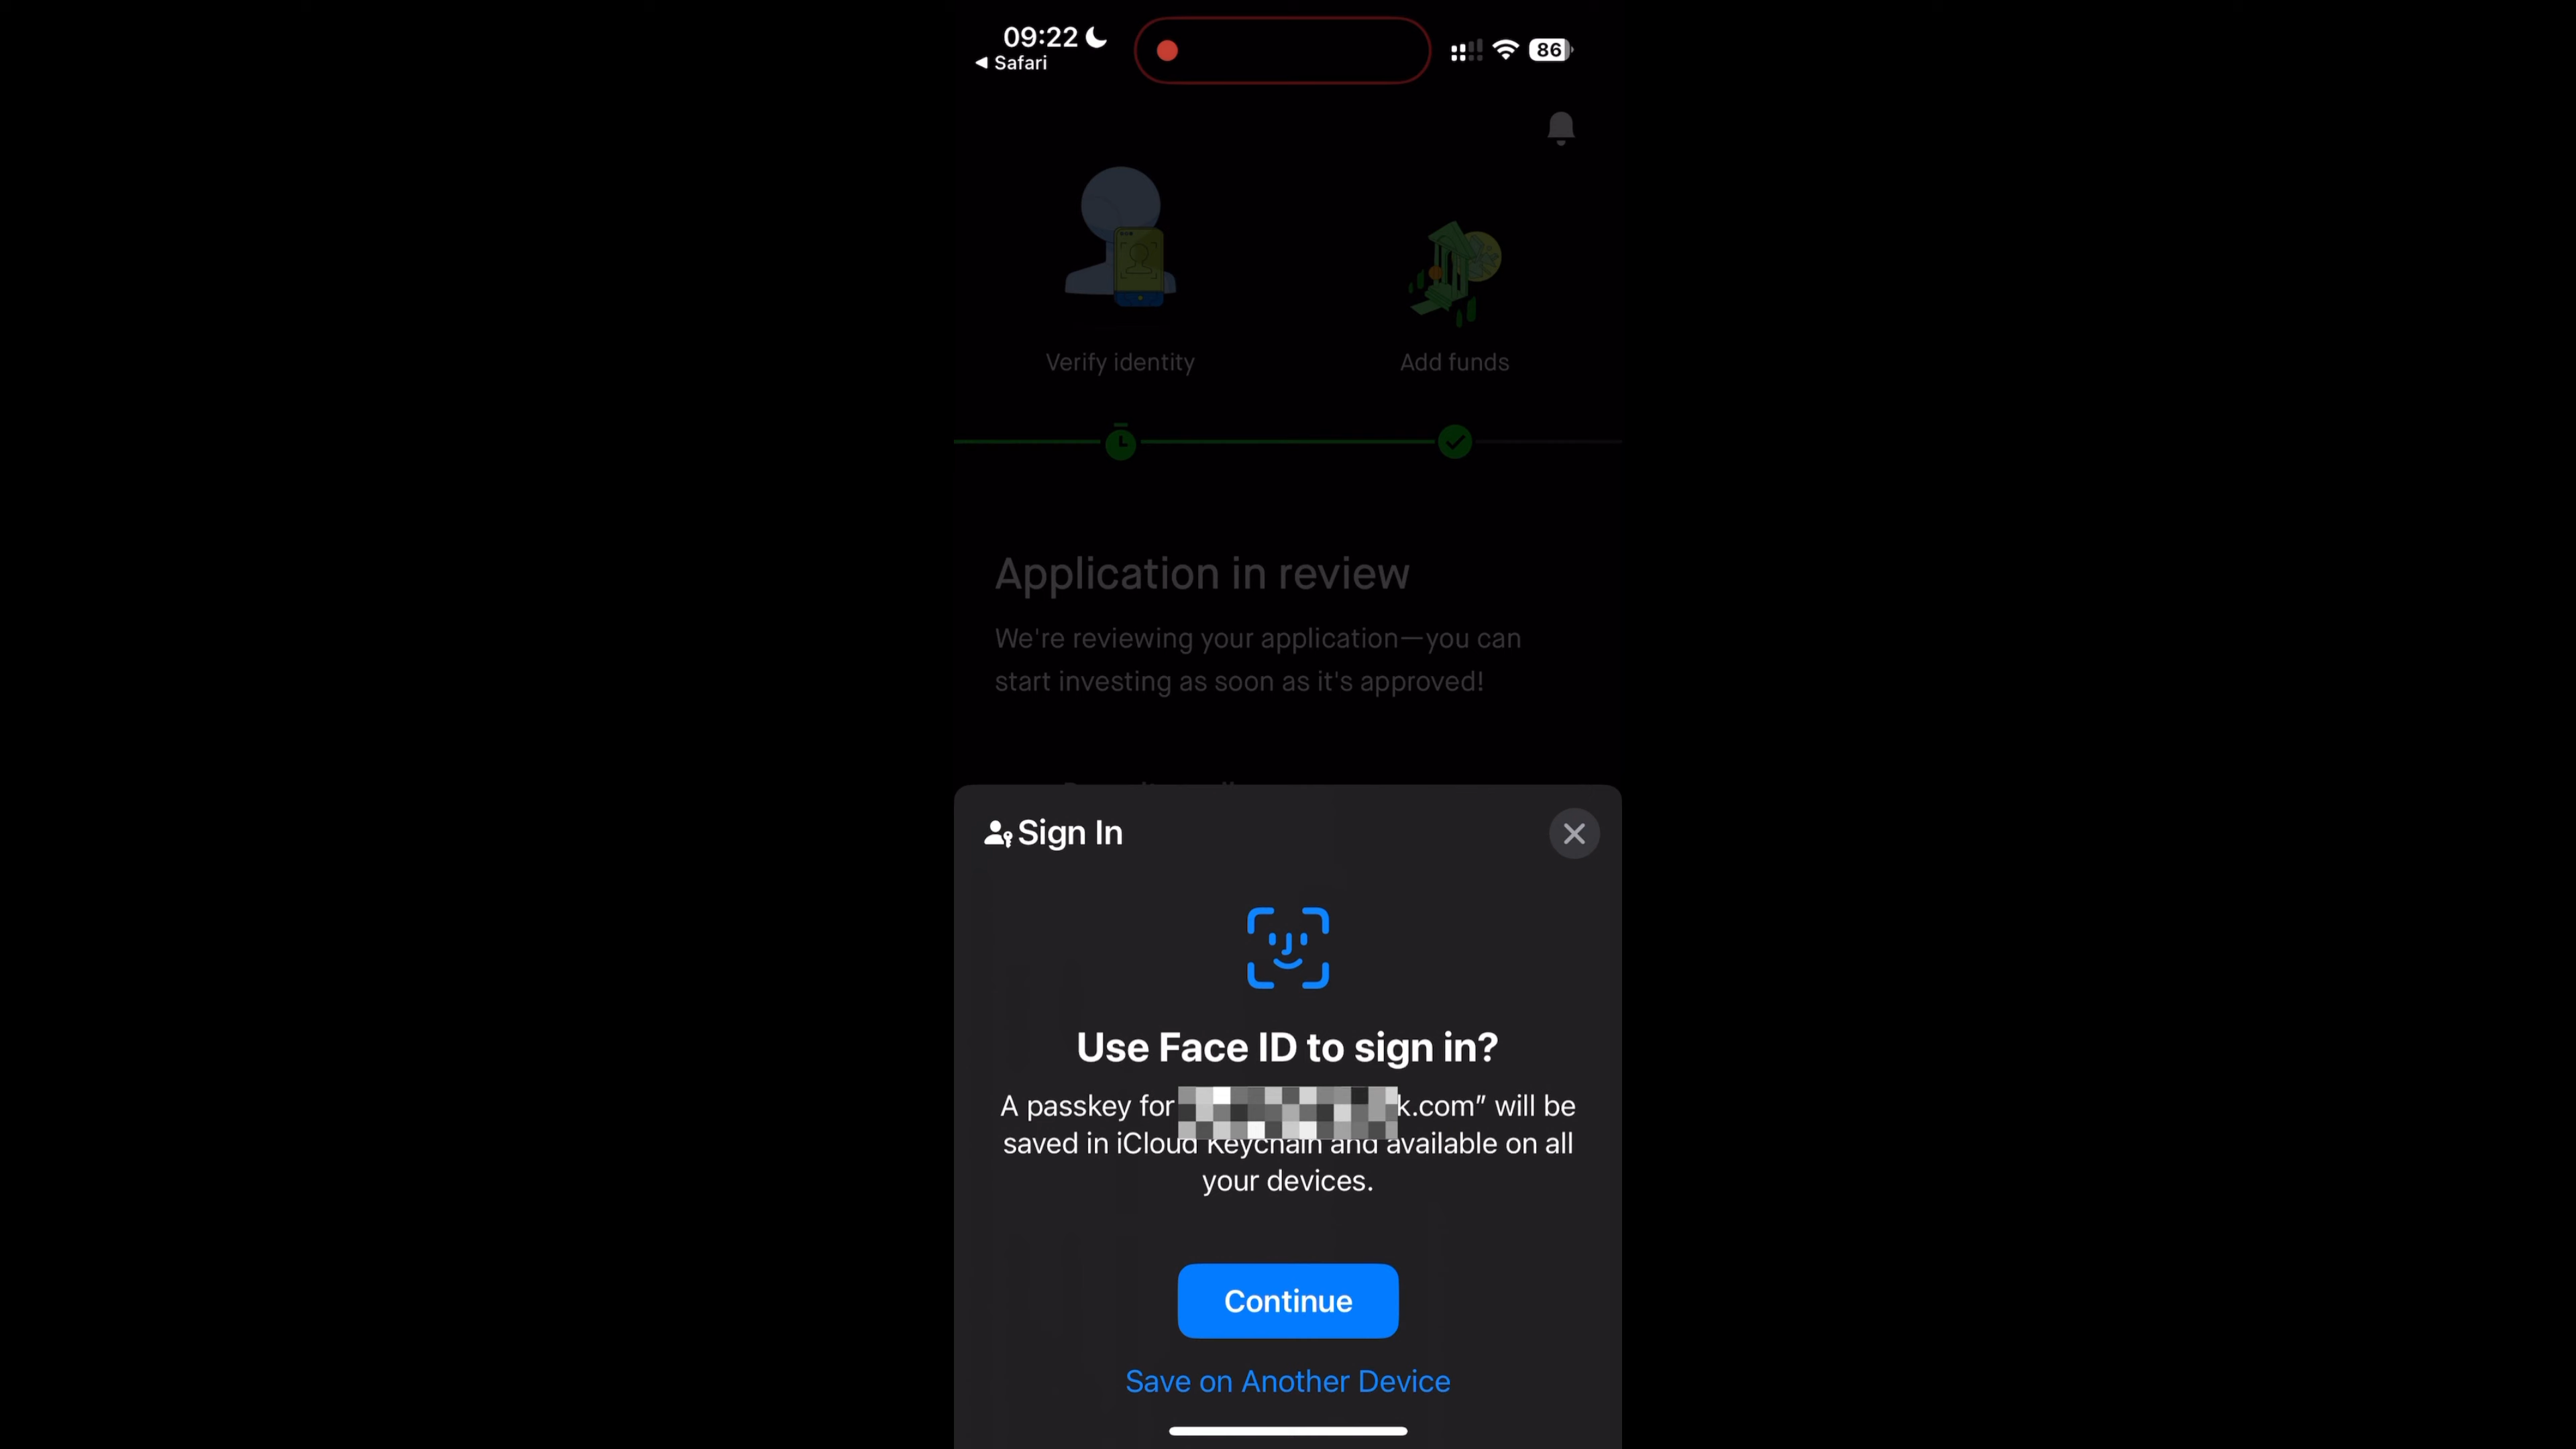 09:22
Safari
86
Verify identity
Add funds
Application in review
We're reviewing your application—you can
start investing as soon as it's approved!
Sign In
Use Face ID to sign in?
A passkey for k.com” will be
saved in iCloud Keychain and available on all
your devices.
Continue
Save on Another Device